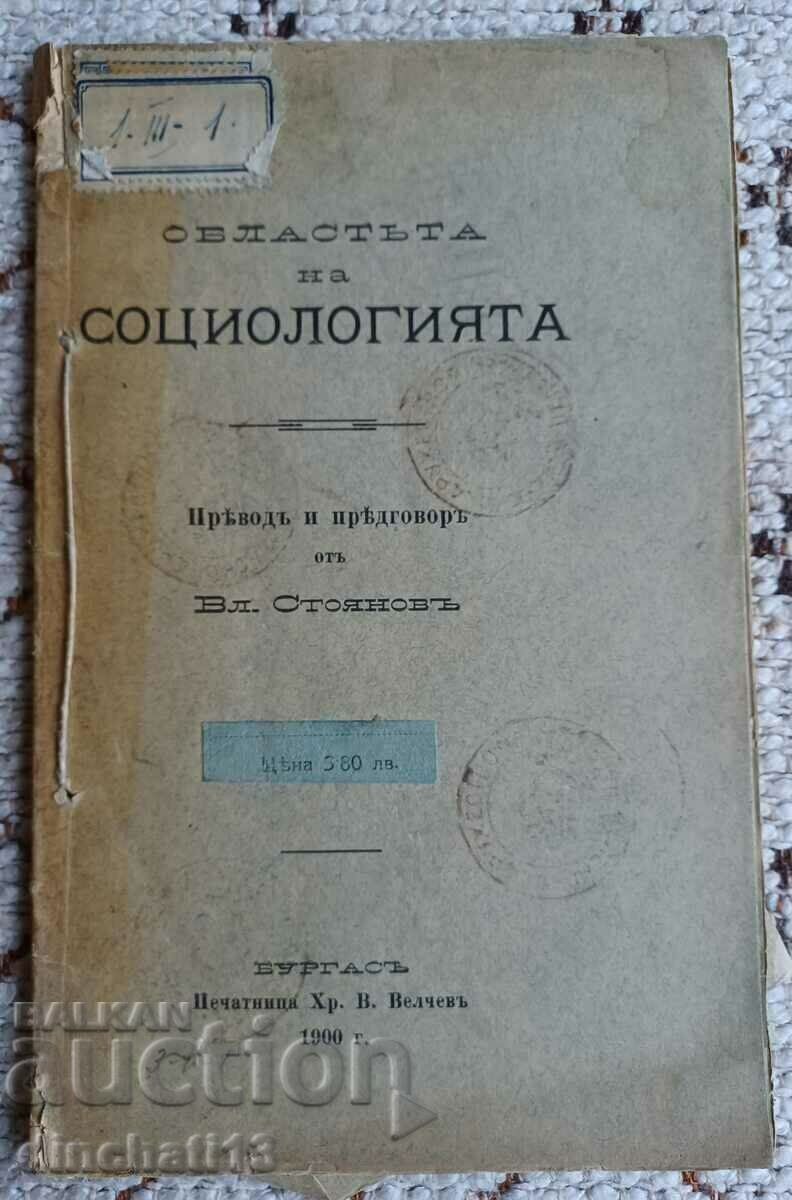 1. III - 1.
ОБЛАСТЬТА
на
СОЦИОЛОГИЯТА
Прѣводъ и прѣдговоръ
отъ
Вл. Стояновъ
Цѣна 3·80 лв.
БУРГАСЪ
Печатница Хр. В. Велчевъ
1900 г.
BALKAN
auction
dinchati13